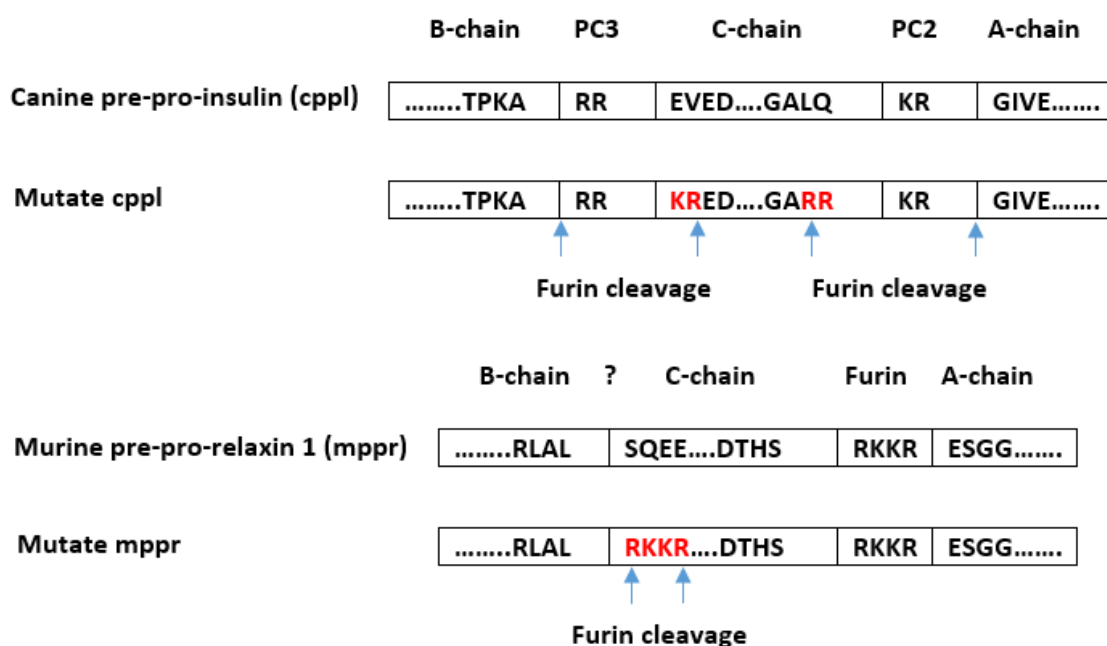 B-chain PC3 C-chain PC2 A-chain
Canine pre-pro-insulin (cppl) ........TPKA RR EVED....GALQ KR GIVE.......
Mutate cppl ........TPKA RR KRED....GARR KR GIVE.......
Furin cleavage Furin cleavage
B-chain ? C-chain Furin A-chain
Murine pre-pro-relaxin 1 (mppr) ........RLAL SQEE....DTHS RKKR ESGG.......
Mutate mppr ........RLAL RKKR....DTHS RKKR ESGG.......
Furin cleavage